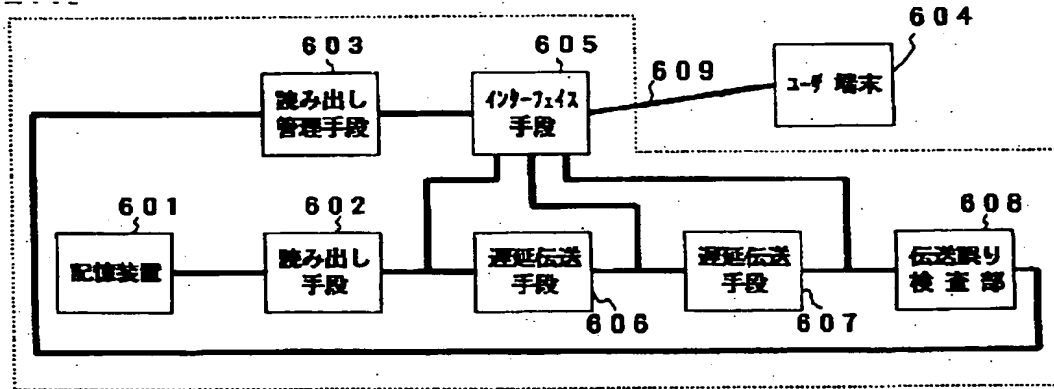 603
605
604
609
読み出し
管理手段
インターフェイス
手段
ユーザ 端末
601
602
608
記憶装置
読み出し
手段
遅延伝送
手段
遅延伝送
手段
伝送誤り
検 査 部
606
607